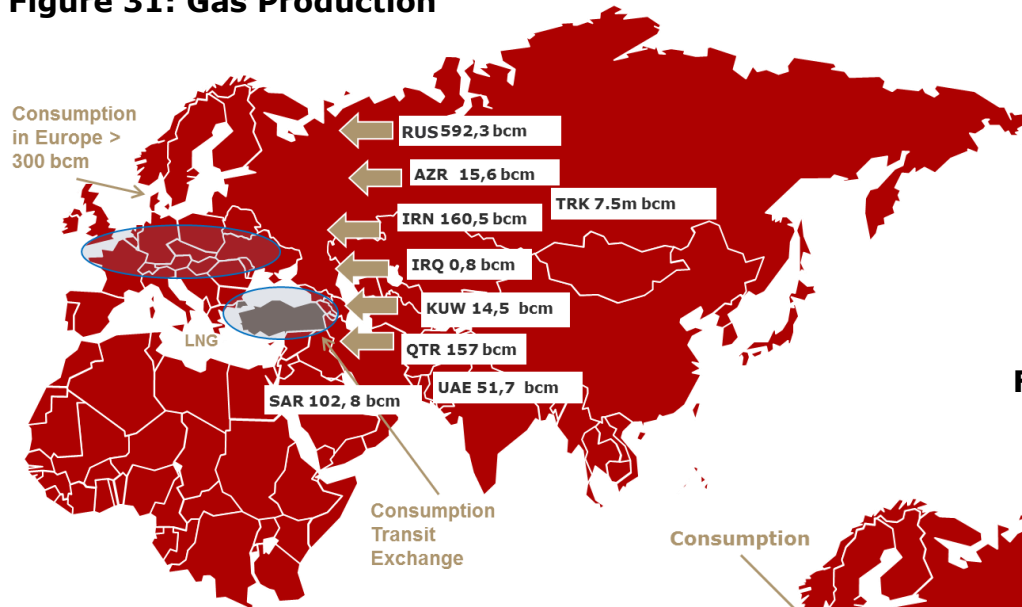 Figure 31: Gas Production
Consumption
in Europe >
300 bcm
RUS 592,3 bcm
AZR 15,6 bcm
TRK 7.5m bcm
IRN 160,5 bcm
IRQ 0,8 bcm
KUW 14,5 bcm
LNG
QTR 157 bcm
UAE 51,7 bcm
SAR 102, 8 bcm
Consumption
Transit
Exchange
Consumption